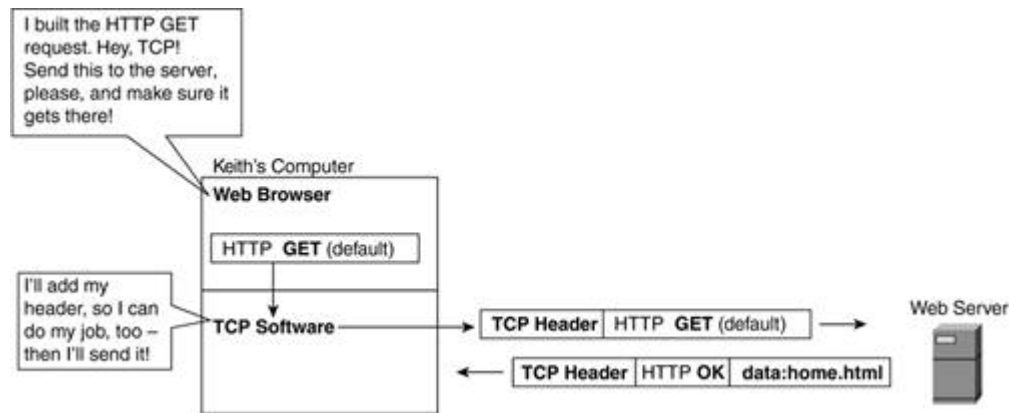 I built the HTTP GET
request. Hey, TCP!
Send this to the server,
please, and make sure it
gets there!
Keith's Computer
Web Browser
HTTP GET (default)
I'll add my
header, so I can
do my job, too –
then I'll send it!
TCP Software
TCP Header HTTP GET (default)
Web Server
TCP Header HTTP OK data:home.html